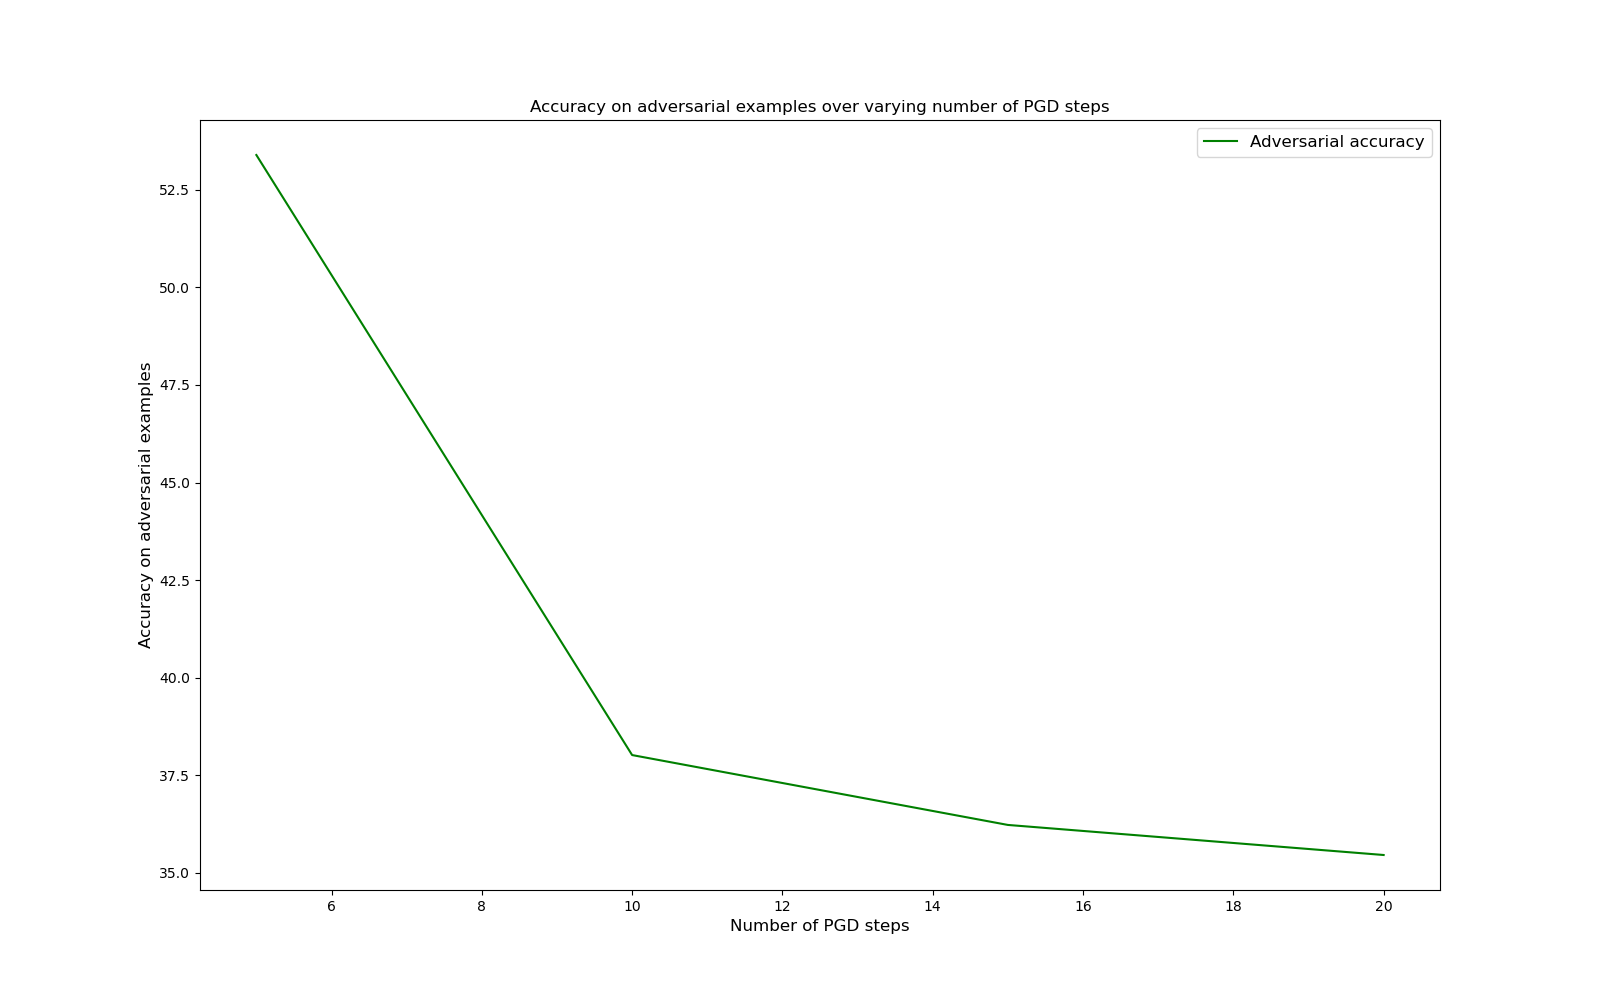 Accuracy on adversarial examples over varying number of PGD steps
Adversarial accuracy
52.5
50.0
47.5
45.0
42.5
40.0
37.5
35.0
Accuracy on adversarial examples
6 8 10 12 14 16 18 20
Number of PGD steps